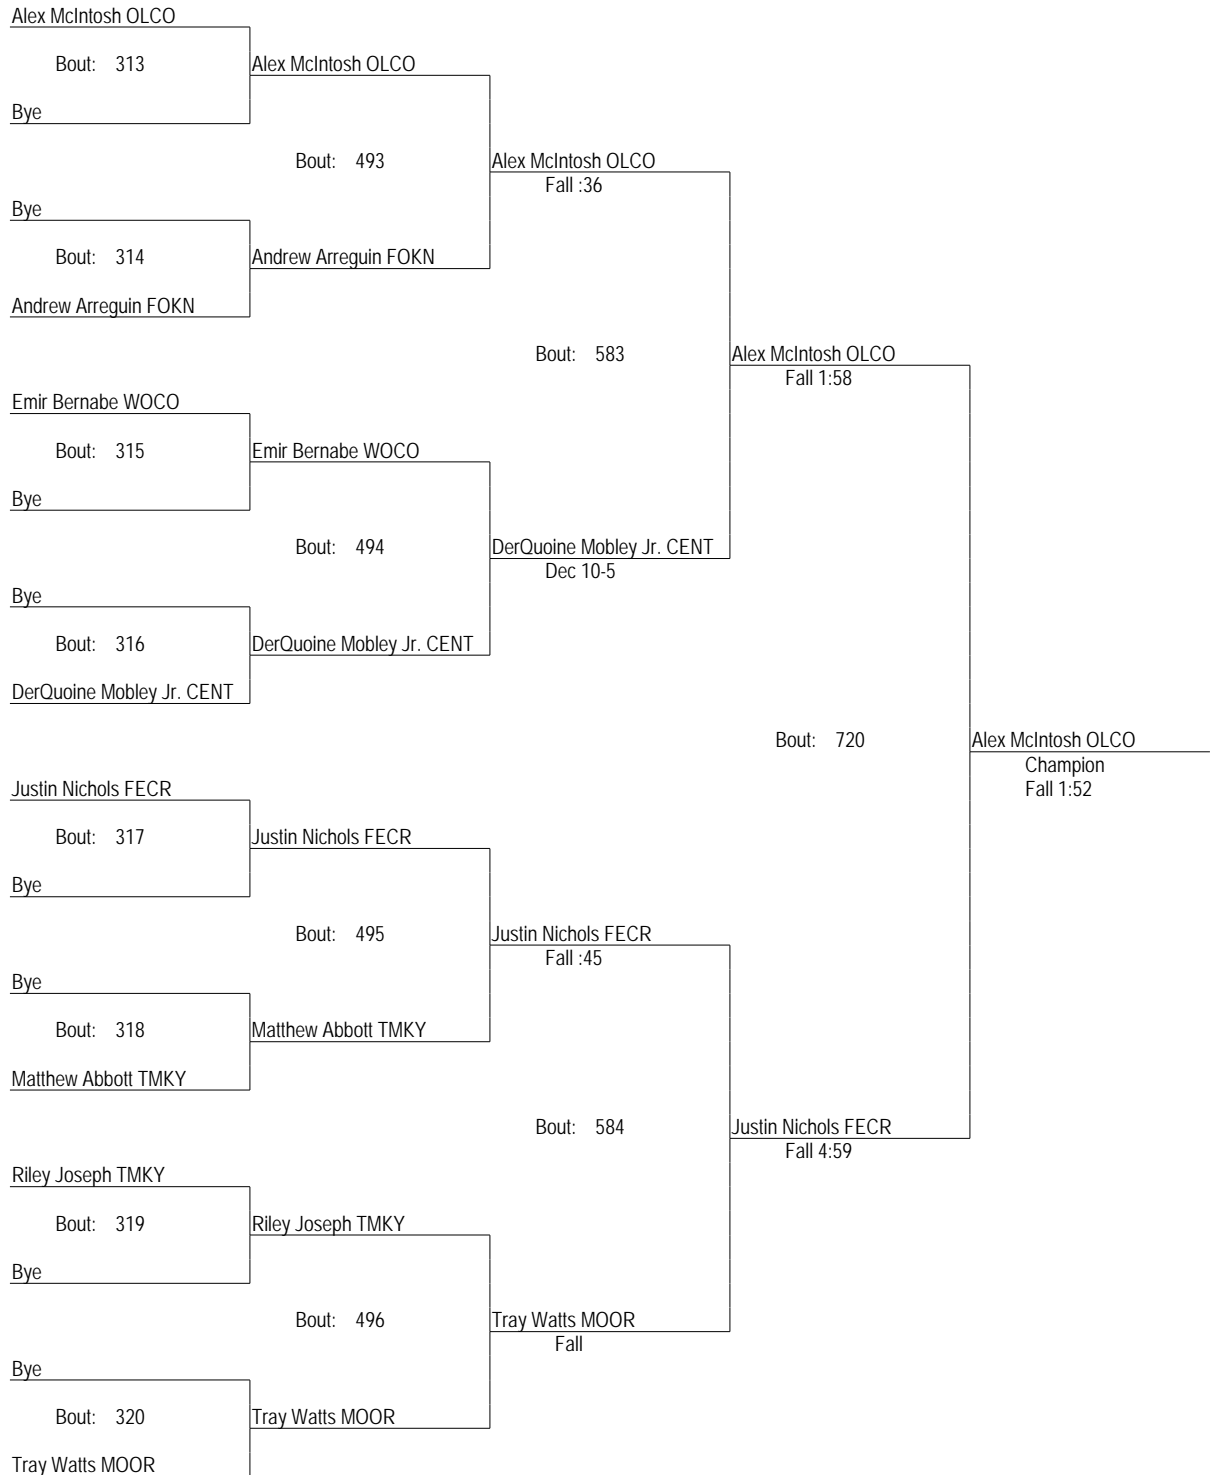 Alex McIntosh OLCO
Bout: 313 Alex McIntosh OLCO
Bye
Bout: 493 Alex McIntosh OLCO
Fall :36
Bye
Bout: 314 Andrew Arreguin FOKN
Andrew Arreguin FOKN
Bout: 583 Alex McIntosh OLCO
Fall 1:58
Emir Bernabe WOCO
Bout: 315 Emir Bernabe WOCO
Bye
Bout: 494 DerQuoine Mobley Jr. CENT
Dec 10-5
Bye
Bout: 316 DerQuoine Mobley Jr. CENT
DerQuoine Mobley Jr. CENT
Bout: 720 Alex McIntosh OLCO
Champion
Justin Nichols FECR Fall 1:52
Bout: 317 Justin Nichols FECR
Bye
Bout: 495 Justin Nichols FECR
Fall :45
Bye
Bout: 318 Matthew Abbott TMKY
Matthew Abbott TMKY
Bout: 584 Justin Nichols FECR
Fall 4:59
Riley Joseph TMKY
Bout: 319 Riley Joseph TMKY
Bye
Bout: 496 Tray Watts MOOR
Fall
Bye
Bout: 320 Tray Watts MOOR
Tray Watts MOOR